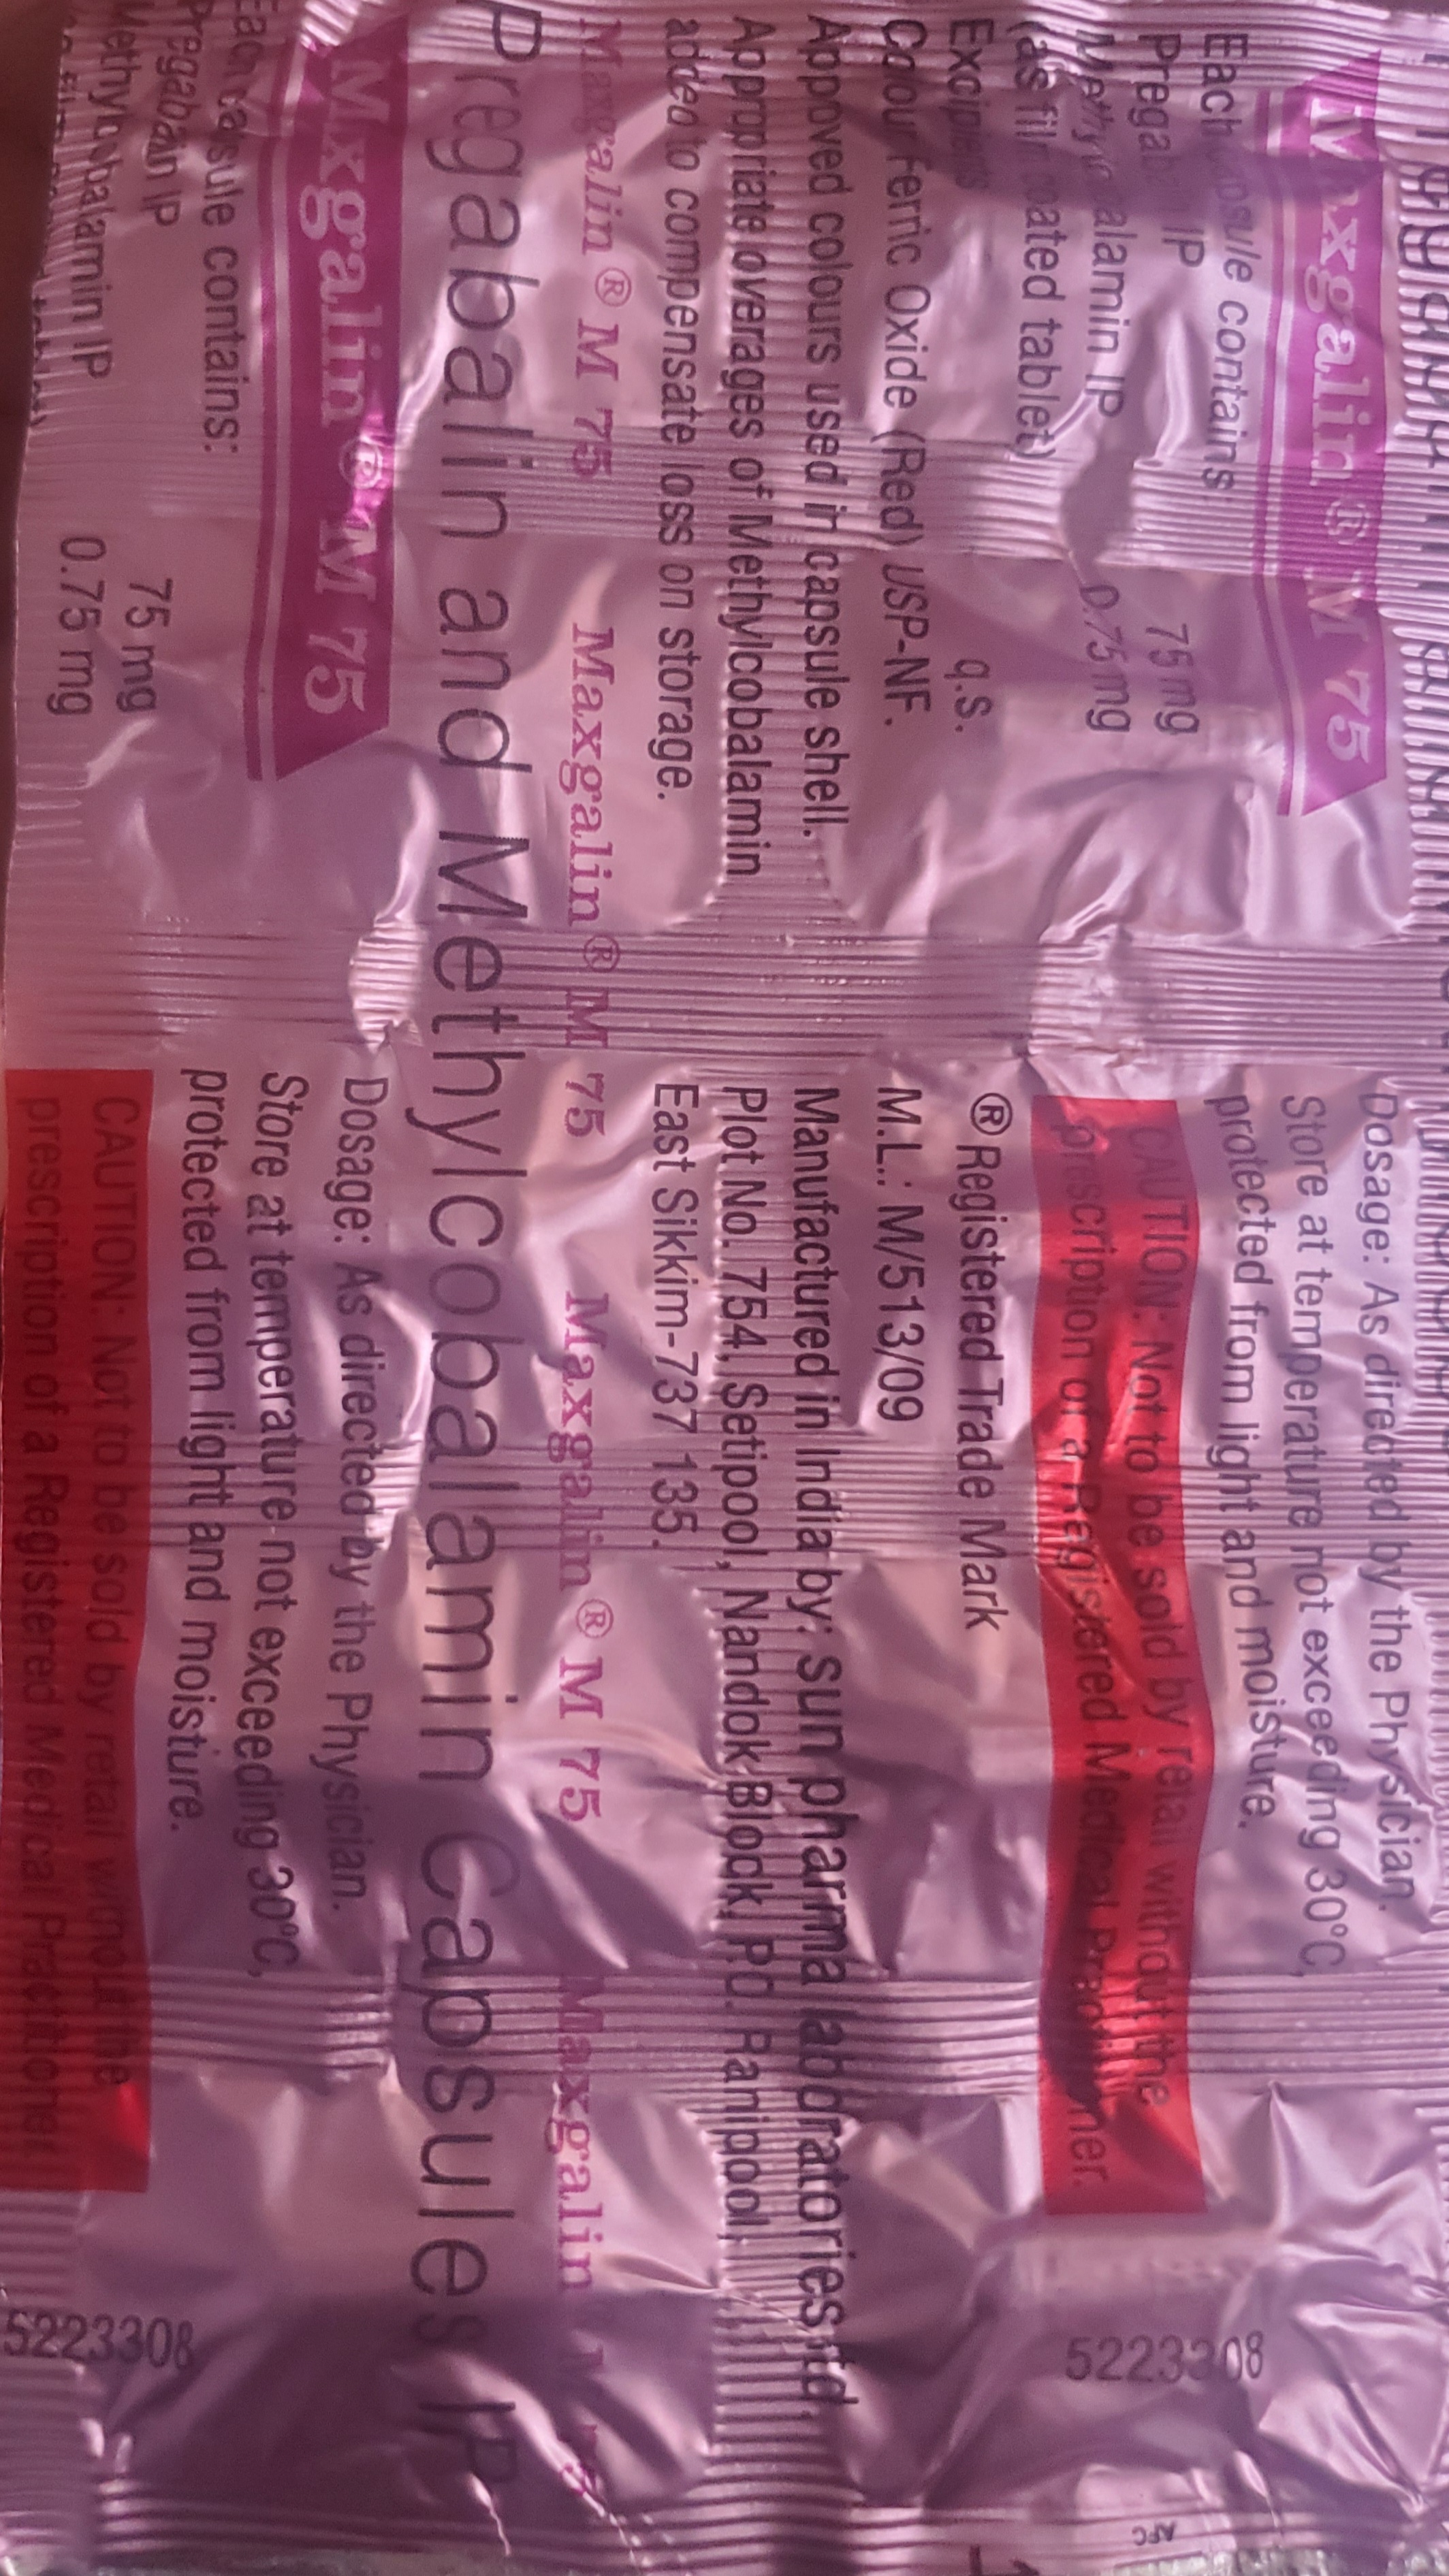 Dosage: As directed by the Physician.
Store at temperature not exceeding 30°C,
protected from light and moisture.
Maxgalin® M 75
Each capsule contains
Pregabalin IP 75 mg
Methylcobalamin IP 0.75 mg
(as film coated tablet)
Excipients q.s.
Colour: Ferric Oxide (Red) USP-NF.
Approved colours used in capsule shell.
Appropriate overages of Methylcobalamin
added to compensate loss on storage.
CAUTION: Not to be sold by retail without the
prescription of a Registered Medical Practitioner.
5223308
AFC
® Registered Trade Mark
M.L.: M/513/09
Manufactured in India by: Sun pharma laboratories ltd.
Plot No. 754, Setipool, Nandok Block, PO. Ranipool,
East Sikkim-737 135.
Maxgalin® M 75 Maxgalin® M 75 Maxgalin® M 75 Maxgalin M 75
Pregabalin and Methylcobalamin Capsules IP
Maxgalin® M 75
Each capsule contains:
Pregabalin IP 75 mg
Methylcobalamin IP 0.75 mg
Dosage: As directed by the Physician.
Store at temperature not exceeding 30°C,
protected from light and moisture.
CAUTION: Not to be sold by retail without the
prescription of a Registered Medical Practitioner.
5223308